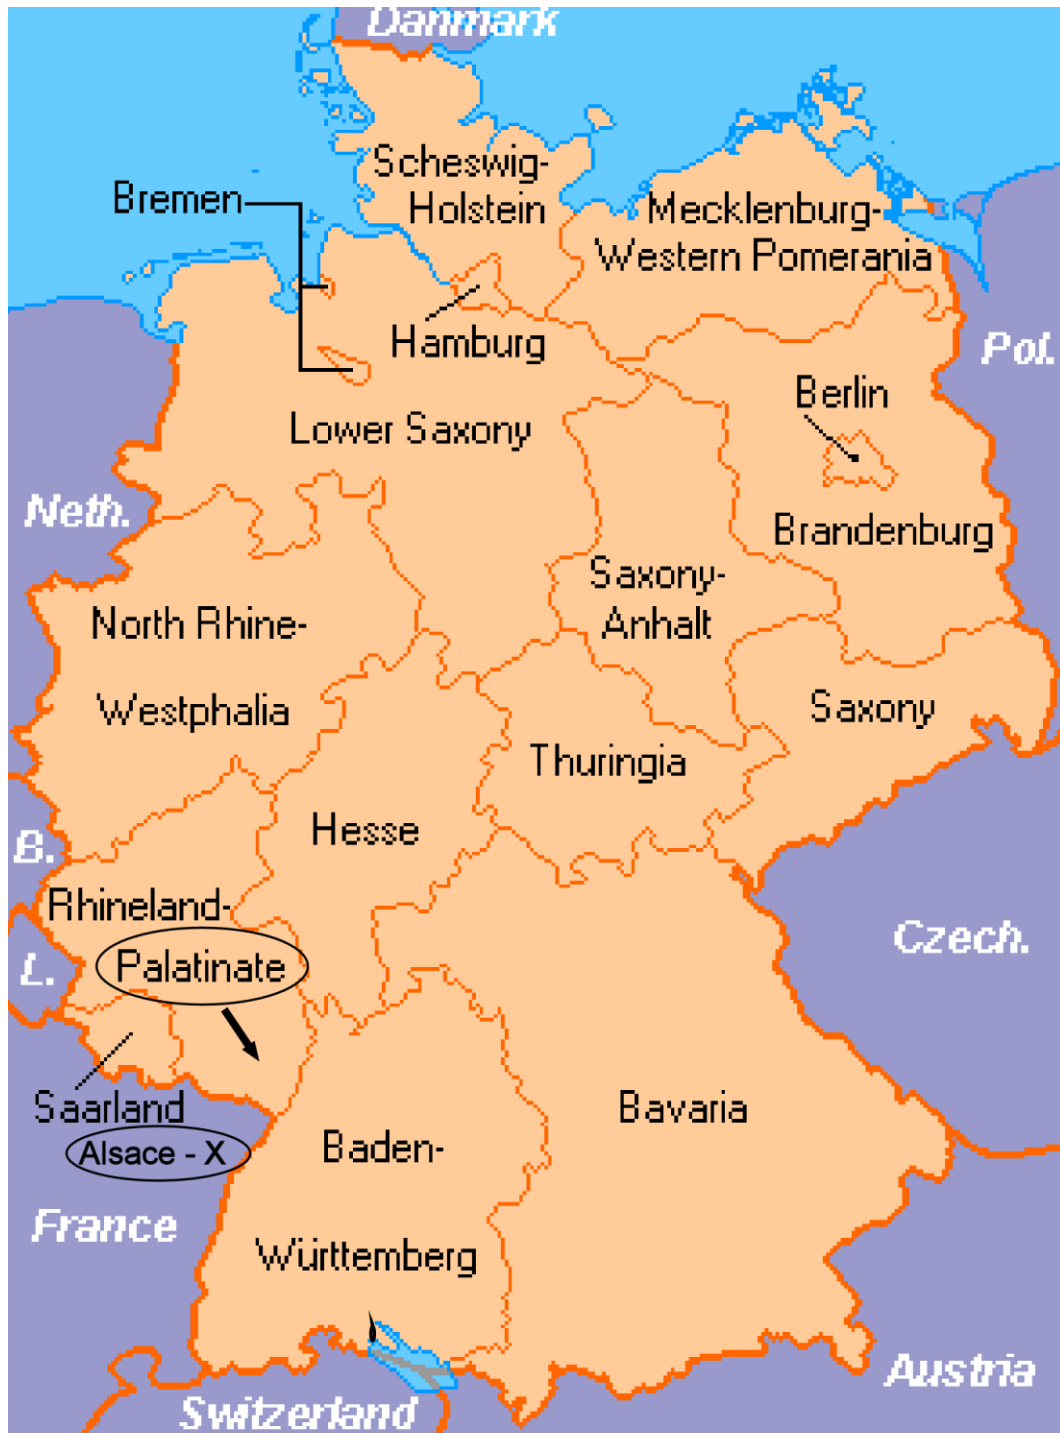 Danmark
Scheswig-
Holstein
Bremen
Mecklenburg-
Western Pomerania
Hamburg
Pol.
Berlin
Lower Saxony
Neth.
Brandenburg
Saxony-
Anhalt
North Rhine-
Westphalia
Saxony
Thuringia
Hesse
B.
Rhineland-
Palatinate
L.
Czech.
Saarland
Alsace - X
Bavaria
Baden-
Württemberg
France
Austria
Switzerland